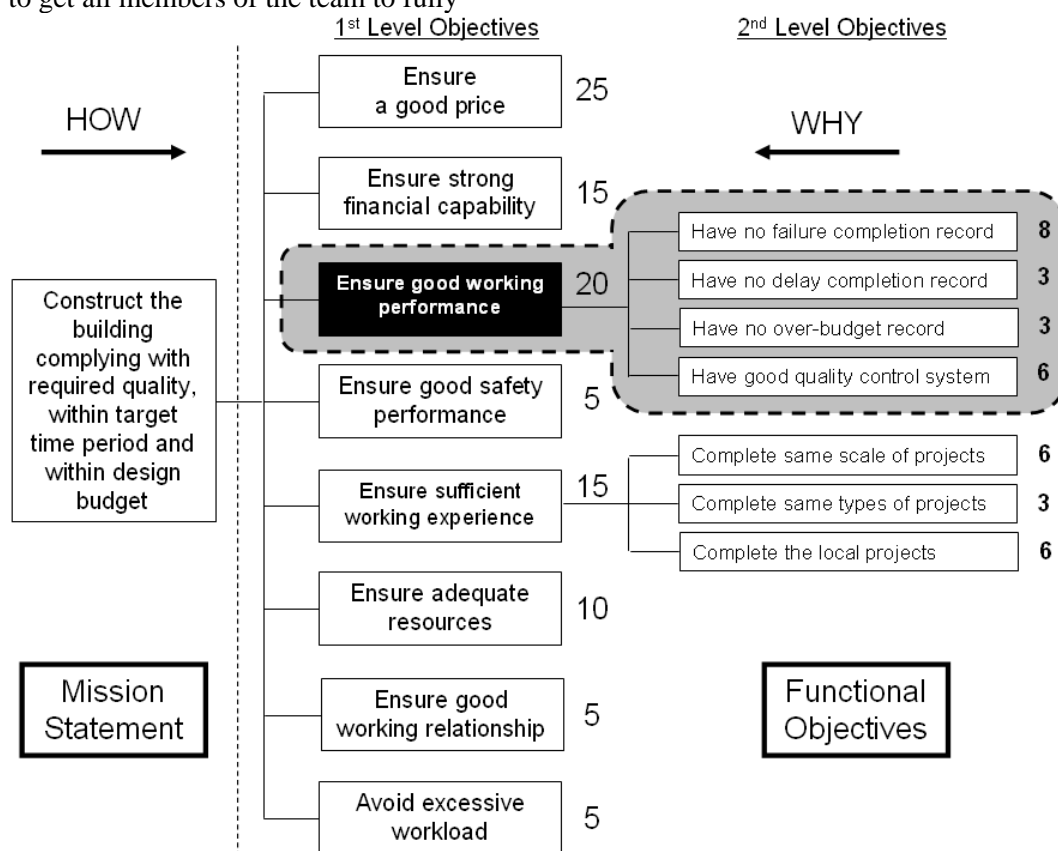 to get all members of the team to fully
1st Level Objectives
2nd Level Objectives
HOW
WHY
Construct the
building
complying with
required quality,
within target
time period and
within design
budget
Ensure
a good price
25
Ensure strong
financial capability
15
Ensure good working
performance
20
Have no failure completion record
8
Have no delay completion record
3
Have no over-budget record
3
Have good quality control system
6
Ensure good safety
performance
5
Ensure sufficient
working experience
15
Complete same scale of projects
6
Complete same types of projects
3
Complete the local projects
6
Ensure adequate
resources
10
Ensure good
working relationship
5
Avoid excessive
workload
5
Mission
Statement
Functional
Objectives